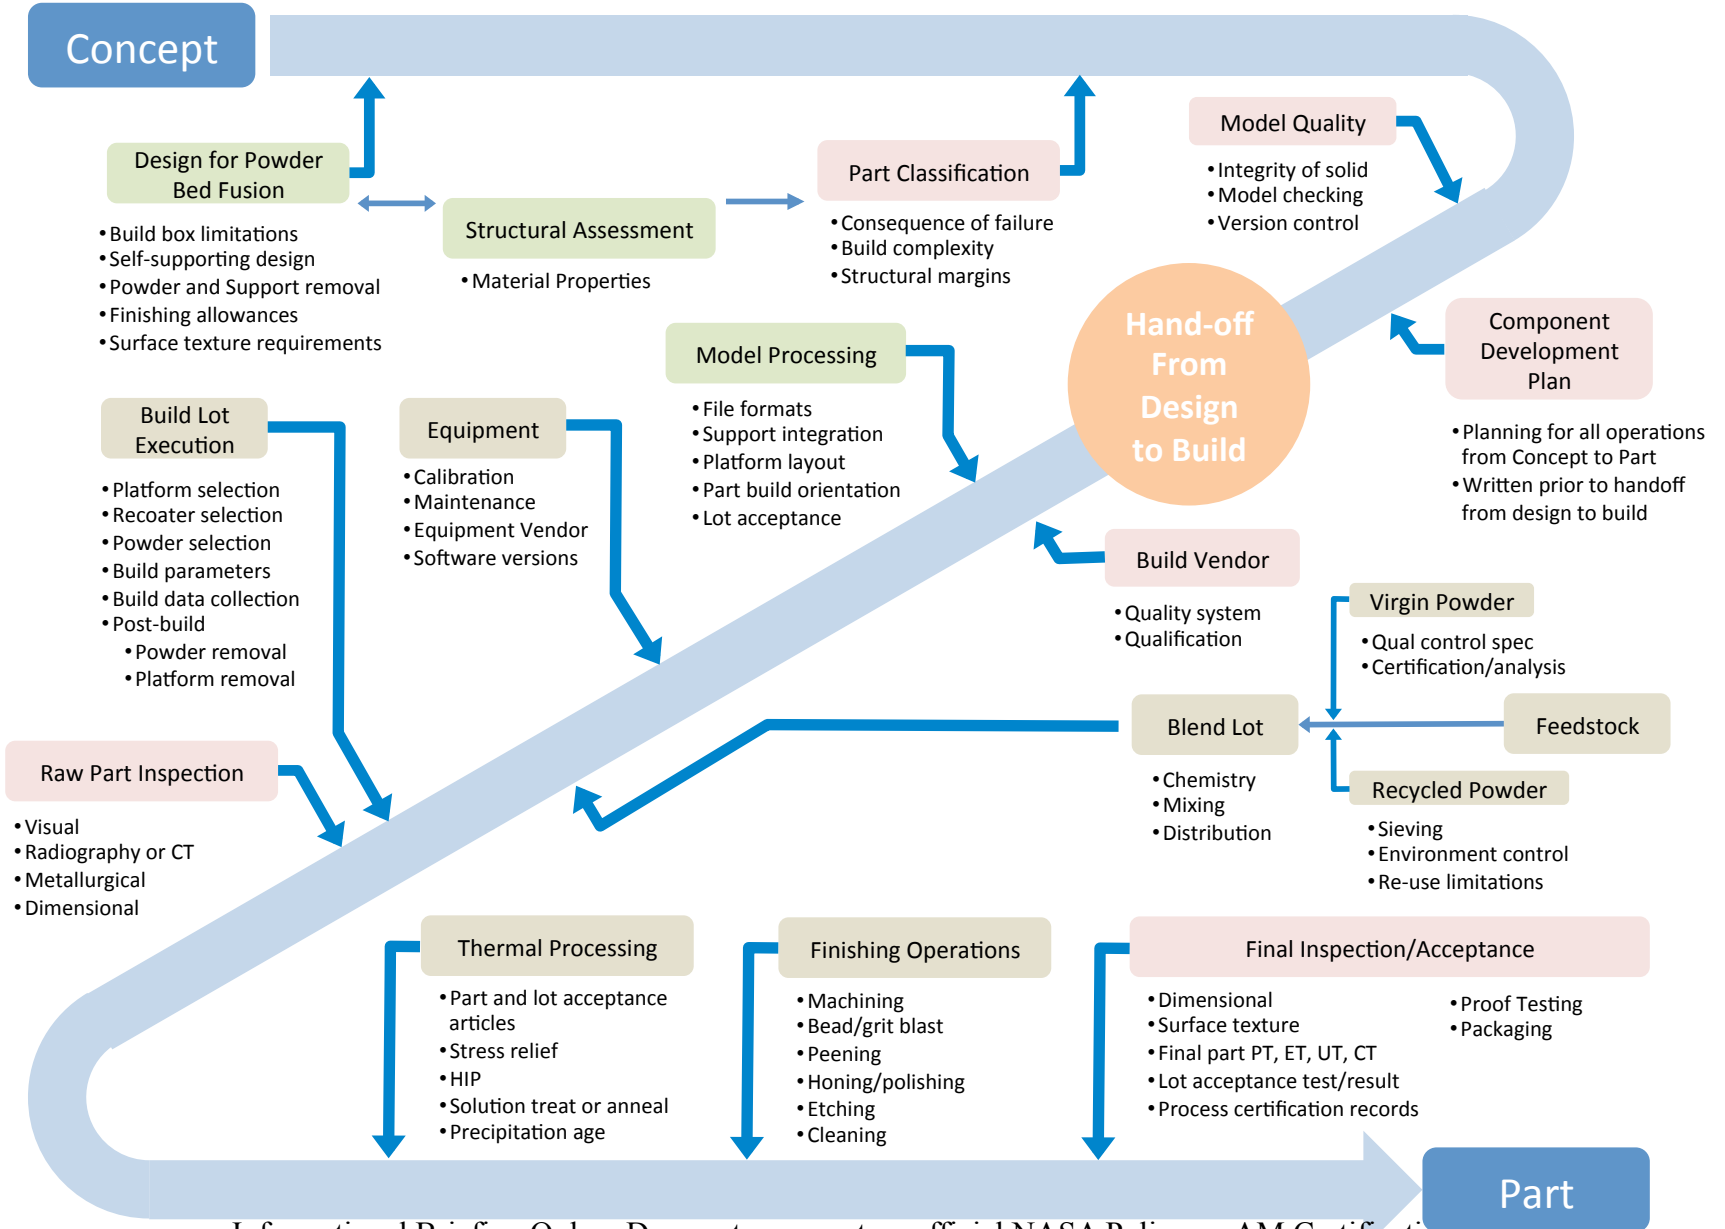 Concept
Design for Powder
Bed Fusion
• Build box limitations
• Self-supporting design
• Powder and Support removal
• Finishing allowances
• Surface texture requirements
Structural Assessment
• Material Properties
Part Classification
• Consequence of failure
• Build complexity
• Structural margins
Model Quality
• Integrity of solid
• Model checking
• Version control
Component
Development
Plan
• Planning for all operations
from Concept to Part
• Written prior to handoff
from design to build
Hand-off
From
Design
to Build
Model Processing
• File formats
• Support integration
• Platform layout
• Part build orientation
• Lot acceptance
Build Vendor
• Quality system
• Qualification
Equipment
• Calibration
• Maintenance
• Equipment Vendor
• Software versions
Build Lot
Execution
• Platform selection
• Recoater selection
• Powder selection
• Build parameters
• Build data collection
• Post-build
• Powder removal
• Platform removal
Virgin Powder
• Qual control spec
• Certification/analysis
Blend Lot
• Chemistry
• Mixing
• Distribution
Feedstock
Recycled Powder
• Sieving
• Environment control
• Re-use limitations
Raw Part Inspection
• Visual
• Radiography or CT
• Metallurgical
• Dimensional
Thermal Processing
• Part and lot acceptance
articles
• Stress relief
• HIP
• Solution treat or anneal
• Precipitation age
Finishing Operations
• Machining
• Bead/grit blast
• Peening
• Honing/polishing
• Etching
• Cleaning
Final Inspection/Acceptance
• Dimensional
• Surface texture
• Final part PT, ET, UT, CT
• Lot acceptance test/result
• Process certification records
• Proof Testing
• Packaging
Part